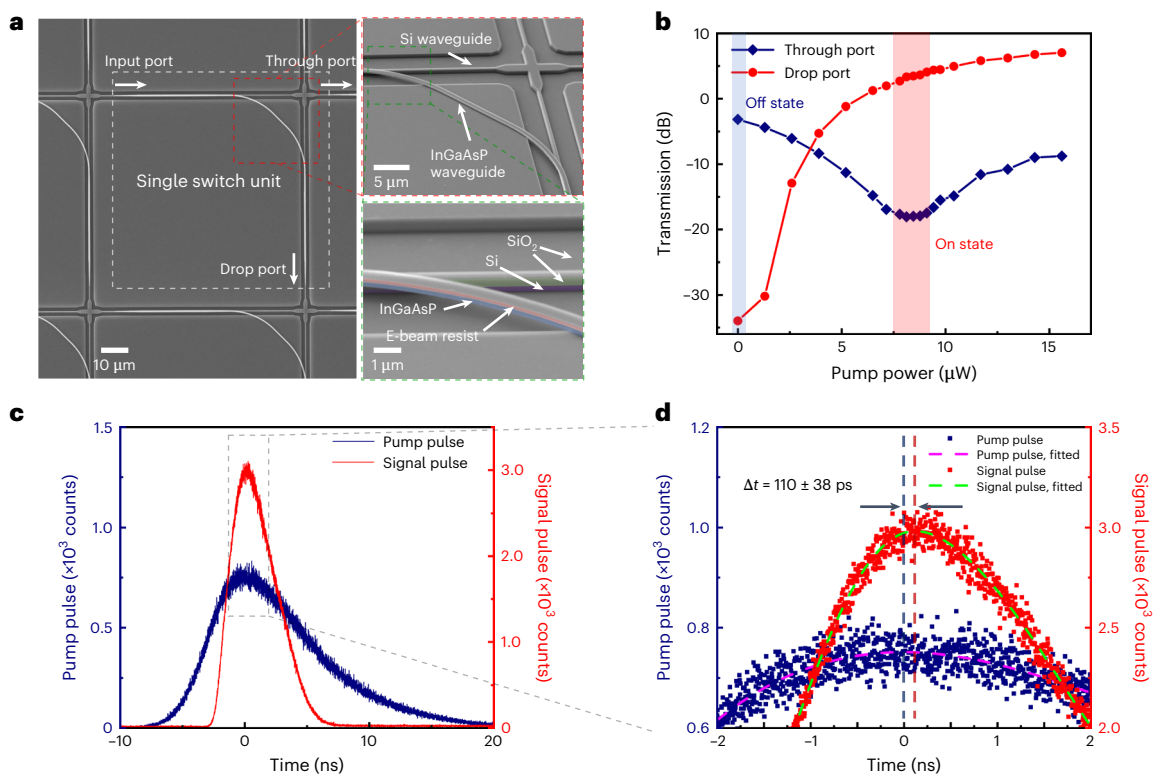 a
Input port
Through port
Single switch unit
Drop port
10 μm
Si waveguide
InGaAsP
waveguide
5 μm
SiO2
Si
InGaAsP
E-beam resist
1 μm
b
Transmission (dB)
10
0
−10
−20
−30
Through port
Drop port
Off state
On state
0
5
10
15
Pump power (μW)
c
Pump pulse (×10³ counts)
1.5
1.0
0.5
0
Pump pulse
Signal pulse
3.0
2.0
1.0
0
Signal pulse (×10³ counts)
−10
0
10
20
Time (ns)
d
Pump pulse (×10³ counts)
1.2
1.0
0.8
0.6
Pump pulse
Pump pulse, fitted
Signal pulse
Signal pulse, fitted
Δt = 110 ± 38 ps
3.5
3.0
2.5
2.0
Signal pulse (×10³ counts)
−2
−1
0
1
2
Time (ns)